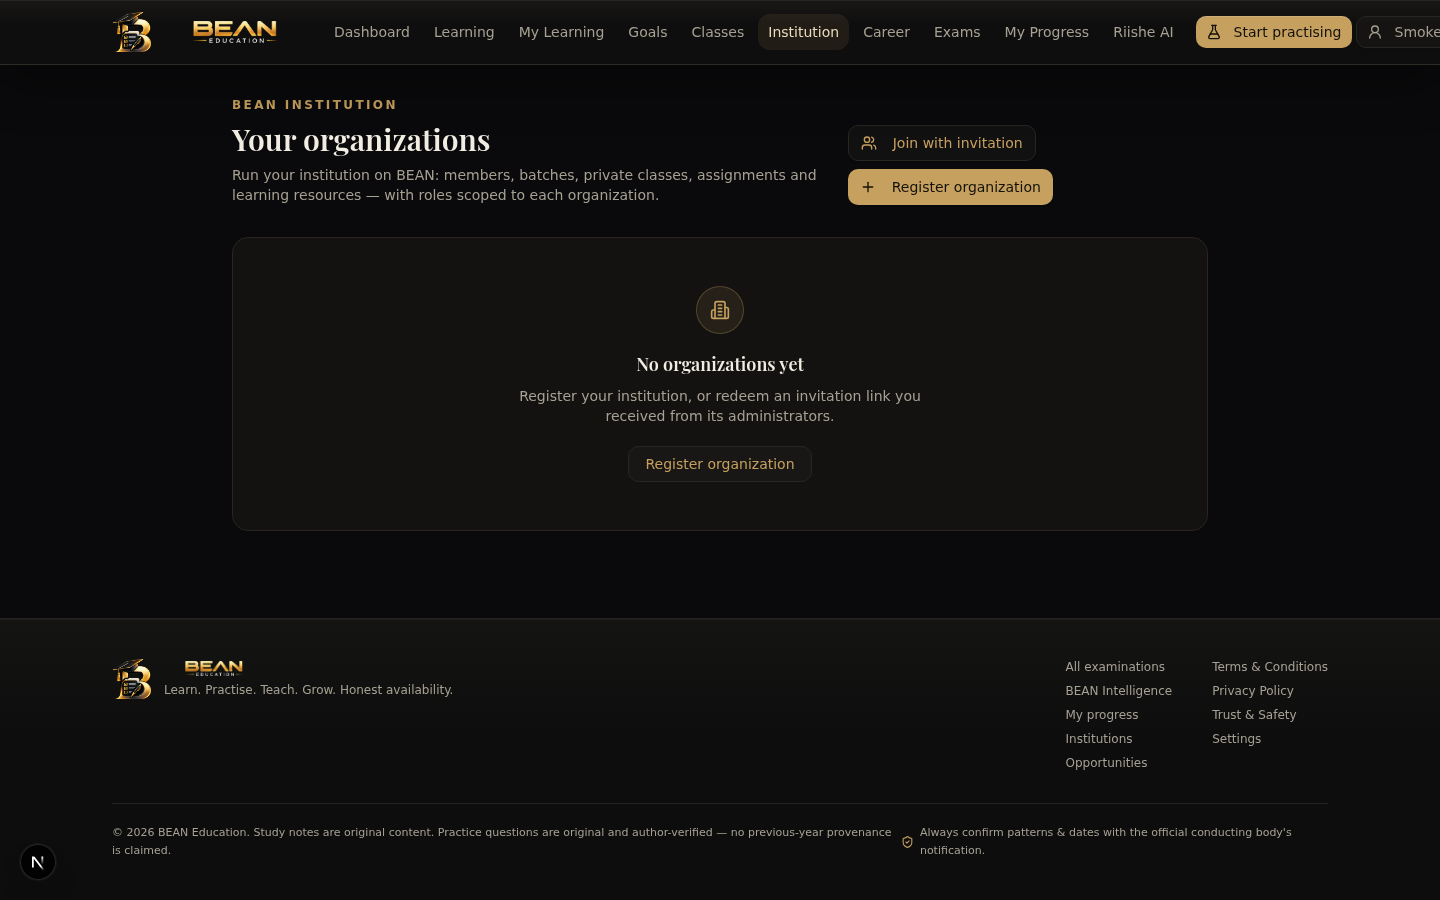 BEAN EDUCATION
Dashboard Learning My Learning Goals Classes Institution Career Exams My Progress Riishe AI Start practising Smoke
BEAN INSTITUTION
Your organizations
Run your institution on BEAN: members, batches, private classes, assignments and
learning resources — with roles scoped to each organization.
Join with invitation
Register organization
No organizations yet
Register your institution, or redeem an invitation link you
received from its administrators.
Register organization
BEAN EDUCATION
Learn. Practise. Teach. Grow. Honest availability.
All examinations
BEAN Intelligence
My progress
Institutions
Opportunities
Terms & Conditions
Privacy Policy
Trust & Safety
Settings
© 2026 BEAN Education. Study notes are original content. Practice questions are original and author-verified — no previous-year provenance
is claimed.
Always confirm patterns & dates with the official conducting body's
notification.
N